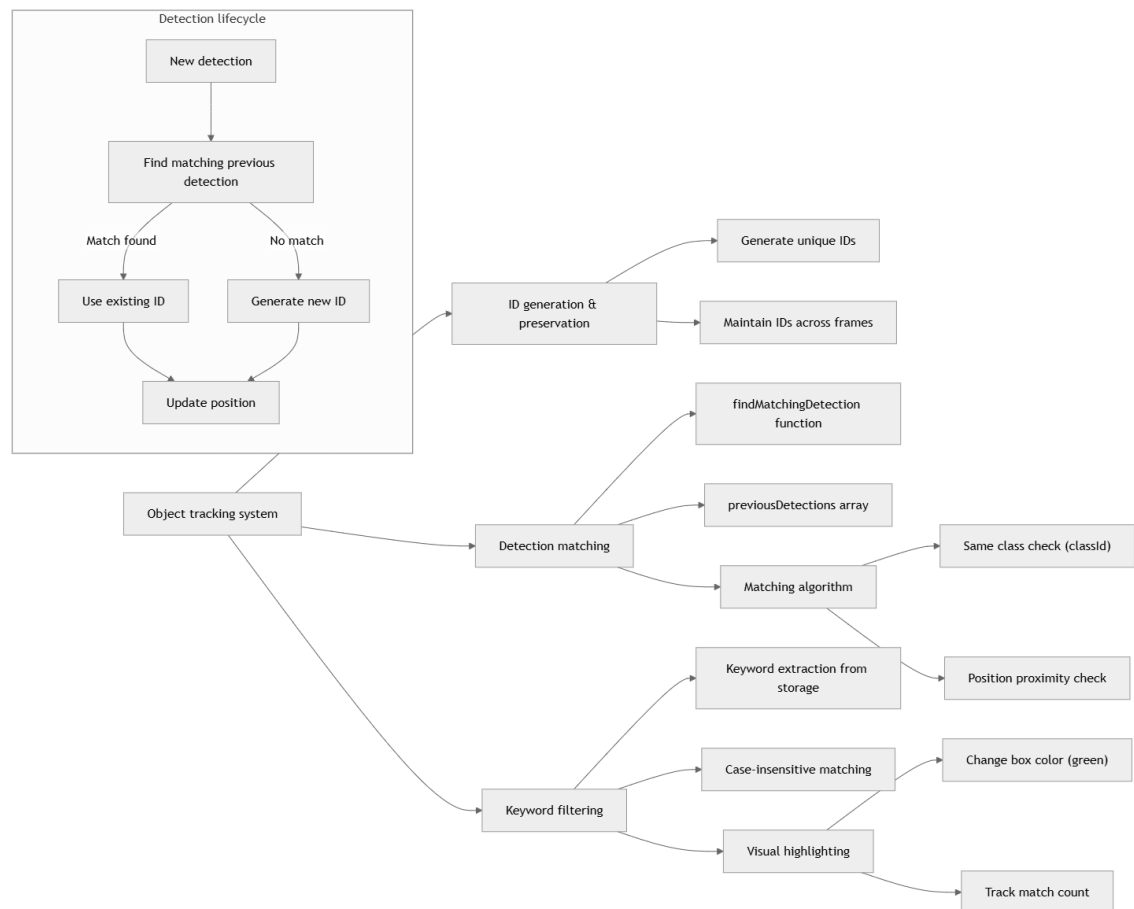 Detection lifecycle
New detection
Find matching previous
detection
Match found
No match
Use existing ID
Generate new ID
Update position
Object tracking system
ID generation &
preservation
Generate unique IDs
Maintain IDs across frames
Detection matching
findMatchingDetection
function
previousDetections array
Matching algorithm
Same class check (classId)
Position proximity check
Keyword filtering
Keyword extraction from
storage
Case-insensitive matching
Visual highlighting
Change box color (green)
Track match count